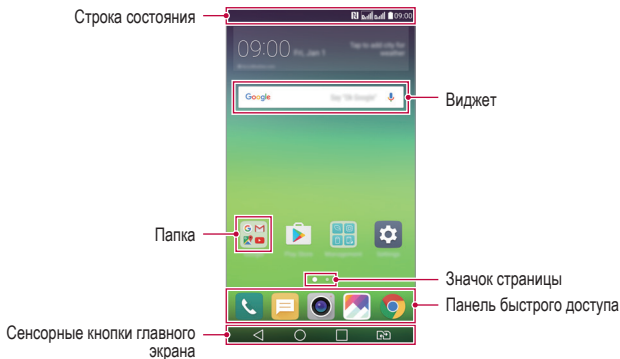 Строка состояния
09:00
09:00 Fri, Jan 1
Tap to add city for
weather
Google Say "Ok Google"
Виджет
Папка
Google Play Store Management Settings
Значок страницы
Панель быстрого доступа
Сенсорные кнопки главного
экрана